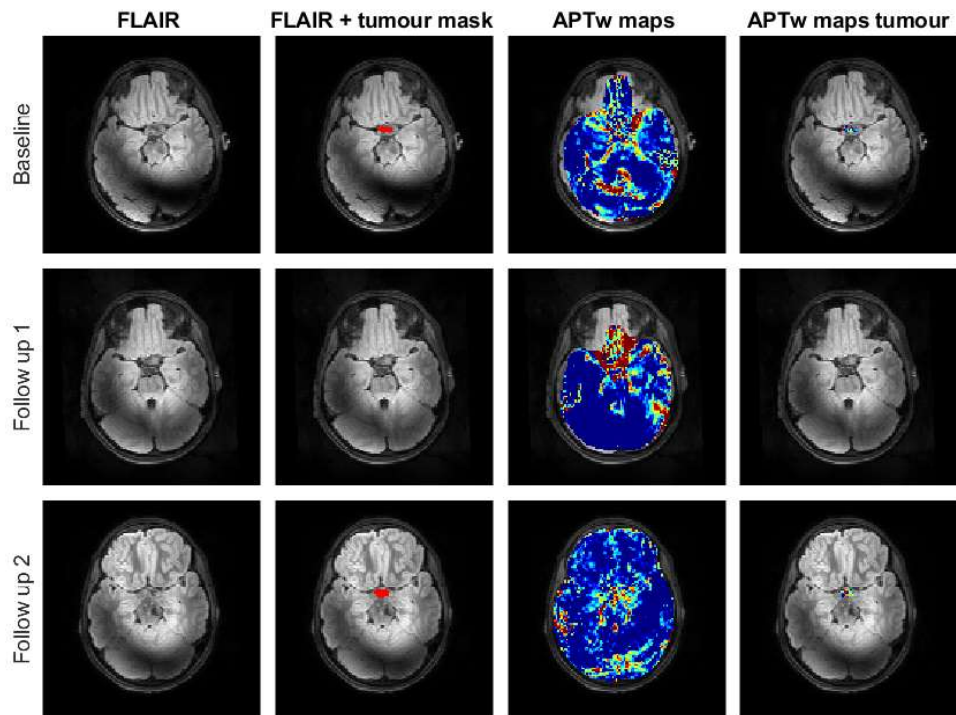 FLAIR
FLAIR + tumour mask
APTw maps
APTw maps tumour
Baseline
Follow up 1
Follow up 2